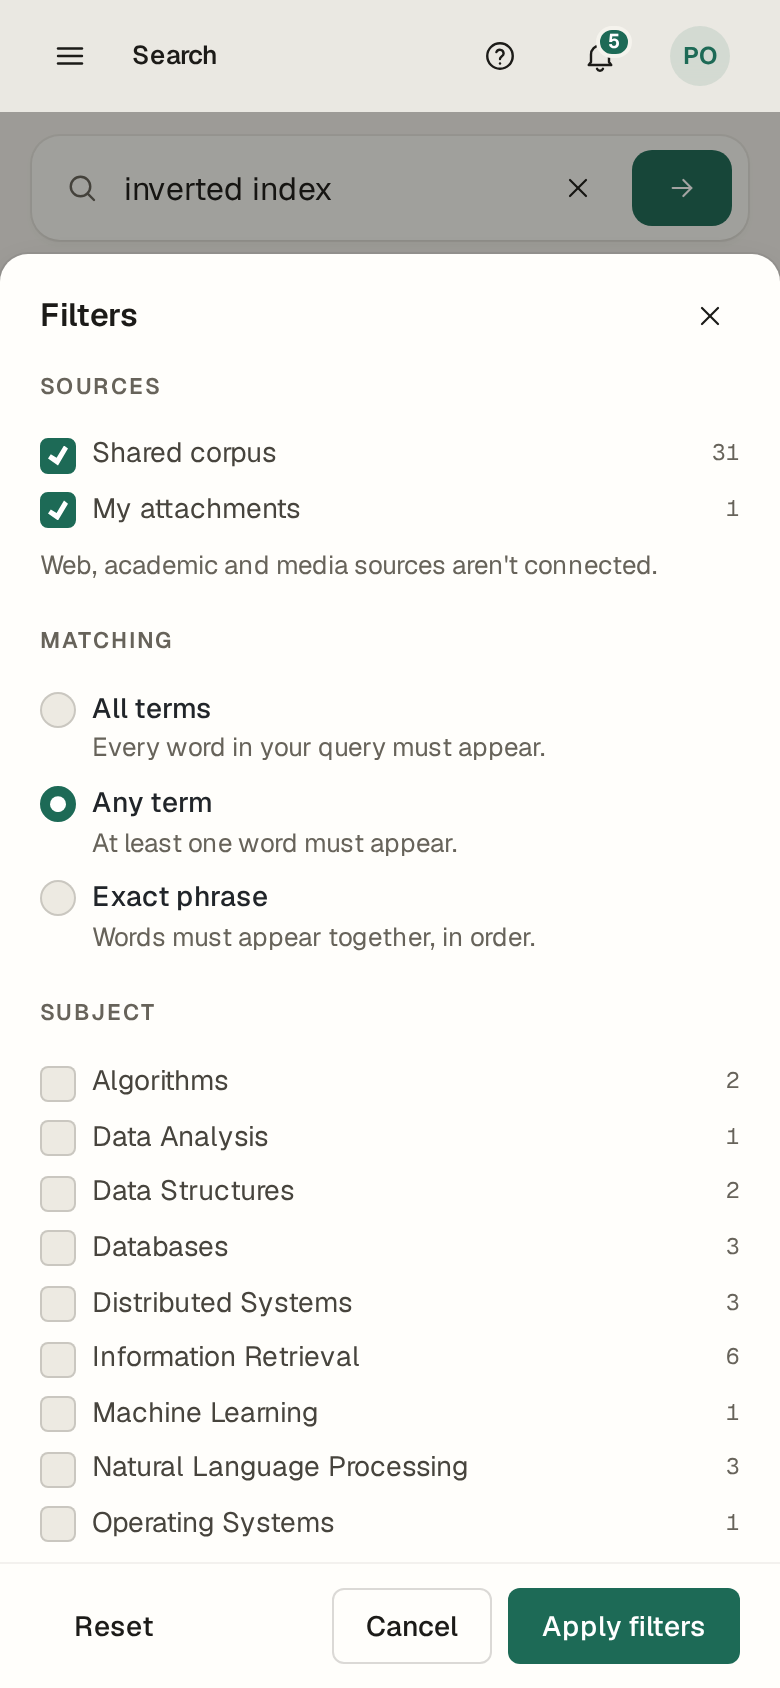 Search
5
PO
inverted index
Filters
SOURCES
Shared corpus 31
My attachments 1
Web, academic and media sources aren't connected.
MATCHING
All terms
Every word in your query must appear.
Any term
At least one word must appear.
Exact phrase
Words must appear together, in order.
SUBJECT
Algorithms 2
Data Analysis 1
Data Structures 2
Databases 3
Distributed Systems 3
Information Retrieval 6
Machine Learning 1
Natural Language Processing 3
Operating Systems 1
Reset Cancel Apply filters